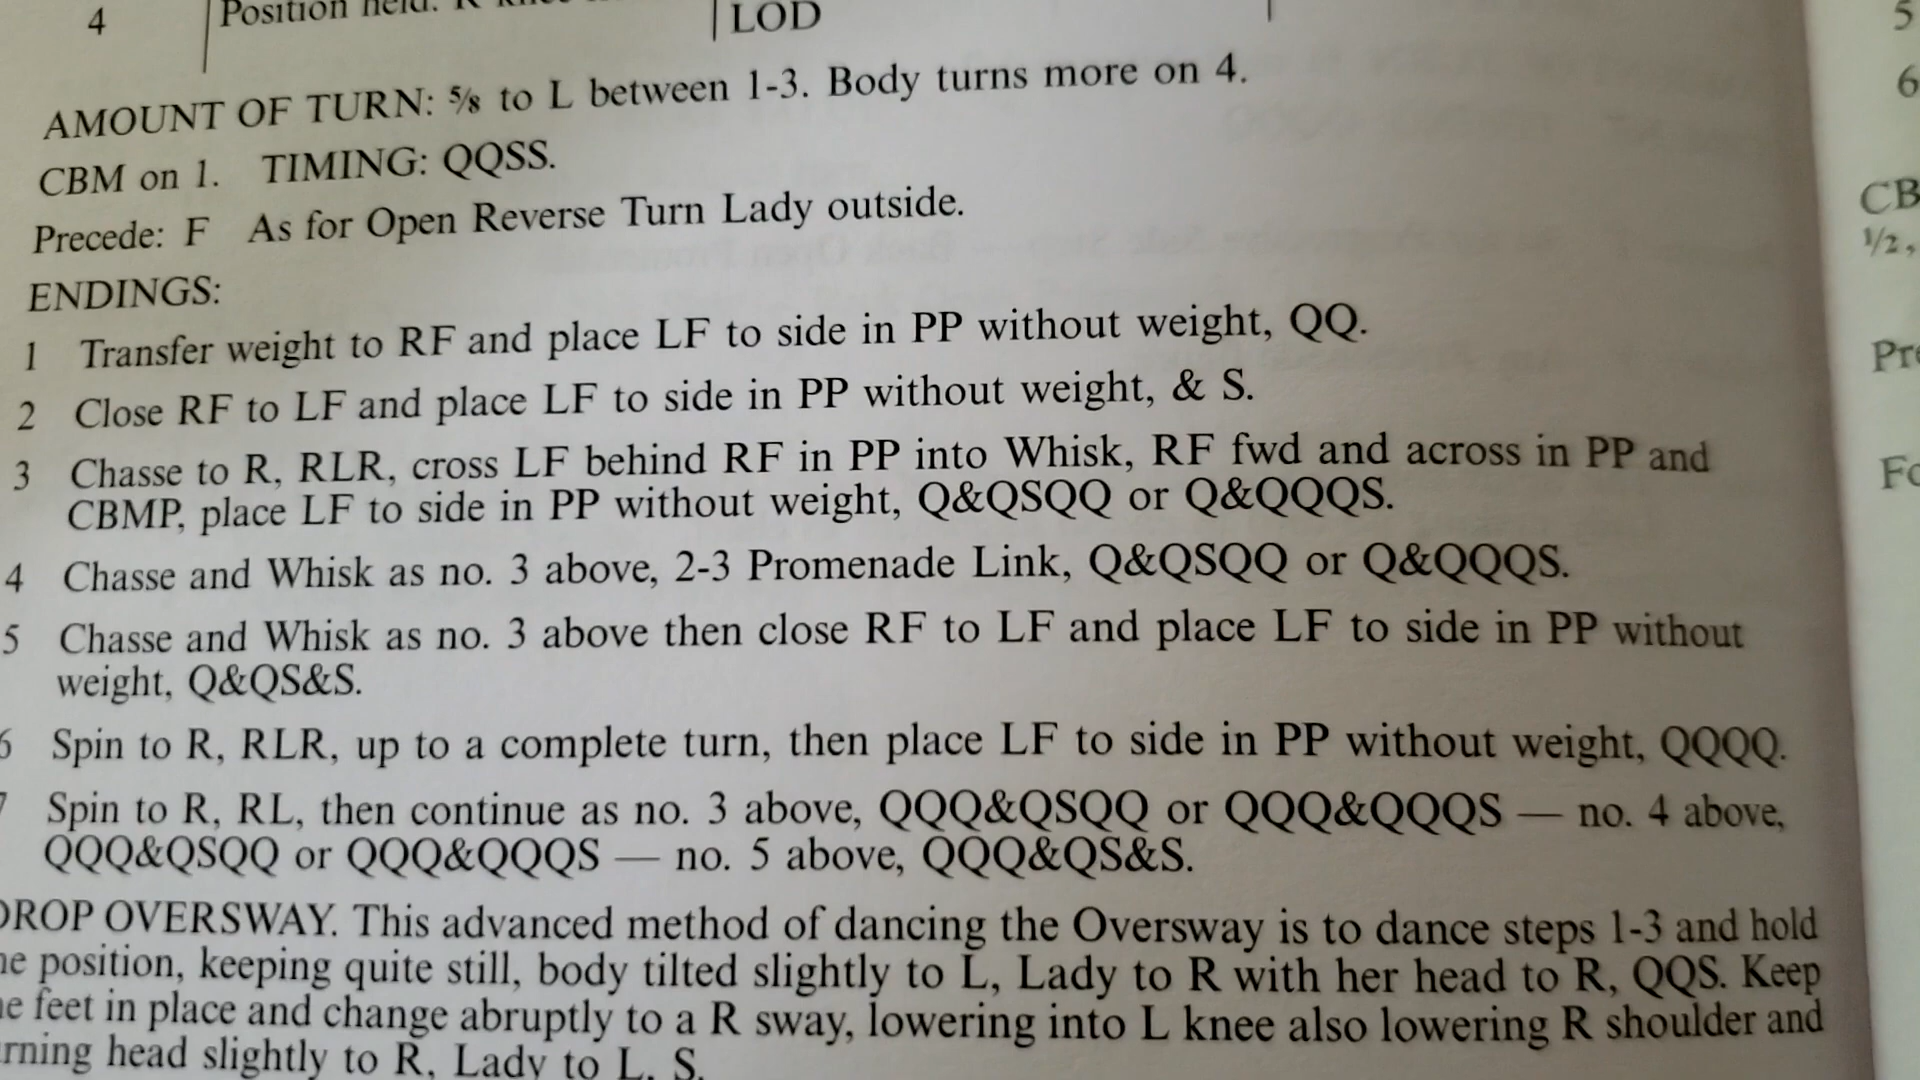 4 Position held. R knee
LOD
AMOUNT OF TURN: 5/8 to L between 1-3. Body turns more on 4.
CBM on 1. TIMING: QQSS.
Precede: F As for Open Reverse Turn Lady outside.
ENDINGS:
1 Transfer weight to RF and place LF to side in PP without weight, QQ.
2 Close RF to LF and place LF to side in PP without weight, & S.
3 Chasse to R, RLR, cross LF behind RF in PP into Whisk, RF fwd and across in PP and
CBMP, place LF to side in PP without weight, Q&QSQQ or Q&QQQS.
4 Chasse and Whisk as no. 3 above, 2-3 Promenade Link, Q&QSQQ or Q&QQQS.
5 Chasse and Whisk as no. 3 above then close RF to LF and place LF to side in PP without
weight, Q&QS&S.
6 Spin to R, RLR, up to a complete turn, then place LF to side in PP without weight, QQQQ.
7 Spin to R, RL, then continue as no. 3 above, QQQ&QSQQ or QQQ&QQQS — no. 4 above,
QQQ&QSQQ or QQQ&QQQS — no. 5 above, QQQ&QS&S.
DROP OVERSWAY. This advanced method of dancing the Oversway is to dance steps 1-3 and hold
he position, keeping quite still, body tilted slightly to L, Lady to R with her head to R, QQS. Keep
he feet in place and change abruptly to a R sway, lowering into L knee also lowering R shoulder and
rning head slightly to R, Lady to L, S.
5
6
CB
1/2,
Pre
Fo